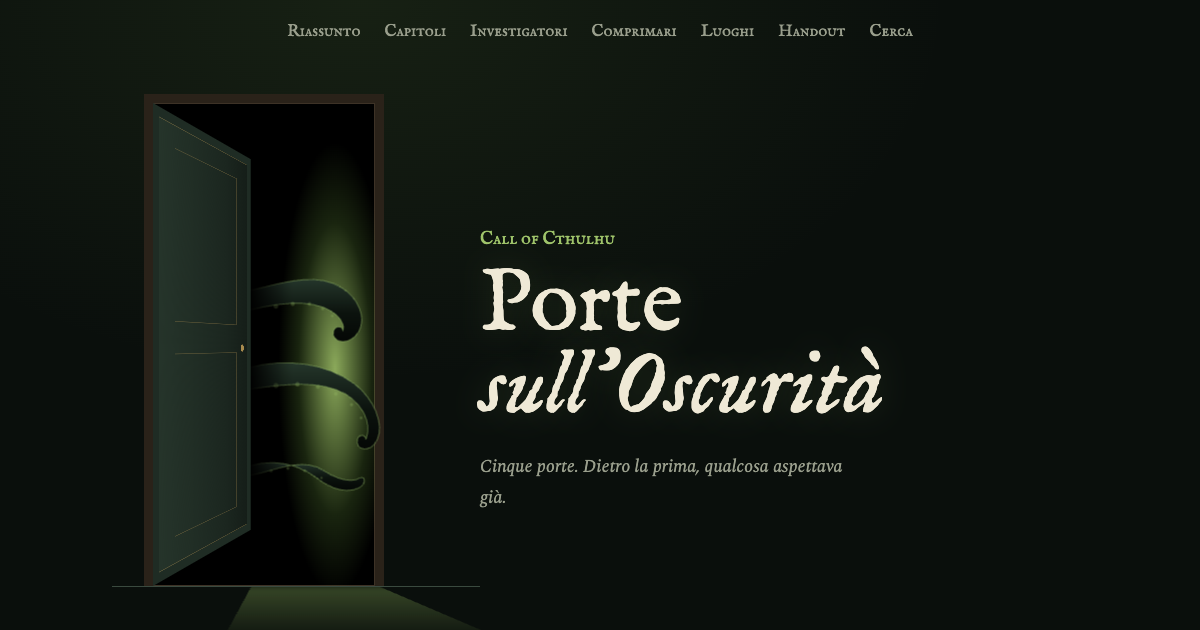 Riassunto Capitoli Investigatori Comprimari Luoghi Handout Cerca
Call of Cthulhu
Porte
sull’Oscurità
Cinque porte. Dietro la prima, qualcosa aspettava
già.